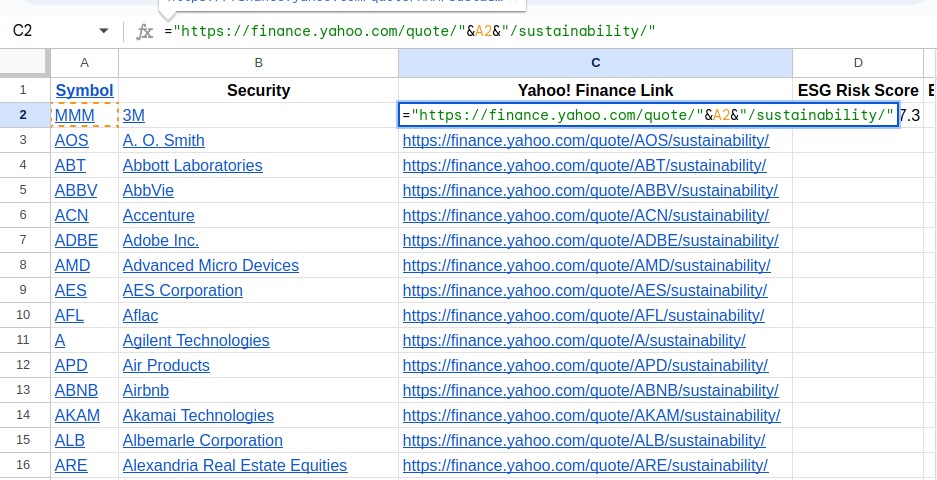 C2 fx ="https://finance.yahoo.com/quote/"&A2&"/sustainability/"
A B C D
1 Symbol Security Yahoo! Finance Link ESG Risk Score
2 MMM 3M ="https://finance.yahoo.com/quote/"&A2&"/sustainability/" 7.3
3 AOS A. O. Smith https://finance.yahoo.com/quote/AOS/sustainability/
4 ABT Abbott Laboratories https://finance.yahoo.com/quote/ABT/sustainability/
5 ABBV AbbVie https://finance.yahoo.com/quote/ABBV/sustainability/
6 ACN Accenture https://finance.yahoo.com/quote/ACN/sustainability/
7 ADBE Adobe Inc. https://finance.yahoo.com/quote/ADBE/sustainability/
8 AMD Advanced Micro Devices https://finance.yahoo.com/quote/AMD/sustainability/
9 AES AES Corporation https://finance.yahoo.com/quote/AES/sustainability/
10 AFL Aflac https://finance.yahoo.com/quote/AFL/sustainability/
11 A Agilent Technologies https://finance.yahoo.com/quote/A/sustainability/
12 APD Air Products https://finance.yahoo.com/quote/APD/sustainability/
13 ABNB Airbnb https://finance.yahoo.com/quote/ABNB/sustainability/
14 AKAM Akamai Technologies https://finance.yahoo.com/quote/AKAM/sustainability/
15 ALB Albemarle Corporation https://finance.yahoo.com/quote/ALB/sustainability/
16 ARE Alexandria Real Estate Equities https://finance.yahoo.com/quote/ARE/sustainability/